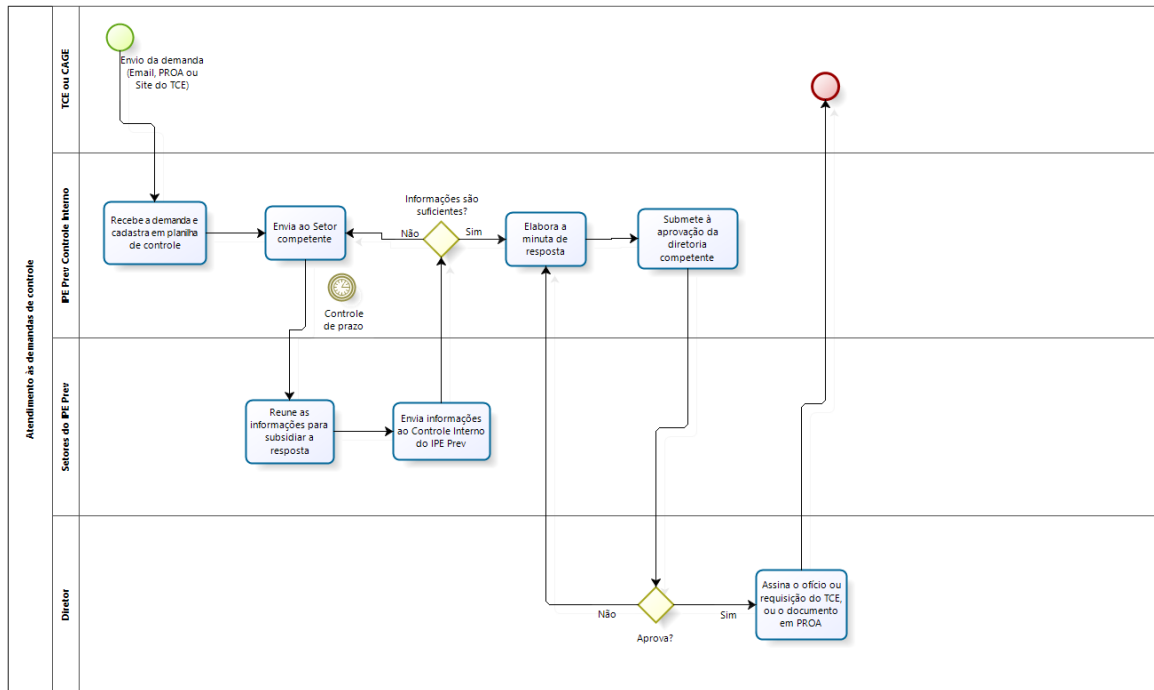 Atendimento às demandas de controle
TCE ou CAGE
Envio da demanda
(Email, PROA ou
Site do TCE)
IPE Prev Controle Interno
Recebe a demanda e
cadastra em planilha
de controle
Envia ao Setor
competente
Controle
de prazo
Informações são
suficientes?
Não
Sim
Elabora a
minuta de
resposta
Submete à
aprovação da
diretoria
competente
Setores do IPE Prev
Reune as
informações para
subsidiar a
resposta
Envia informações
ao Controle Interno
do IPE Prev
Diretor
Não
Aprova?
Sim
Assina o ofício ou
requisição do TCE,
ou o documento
em PROA